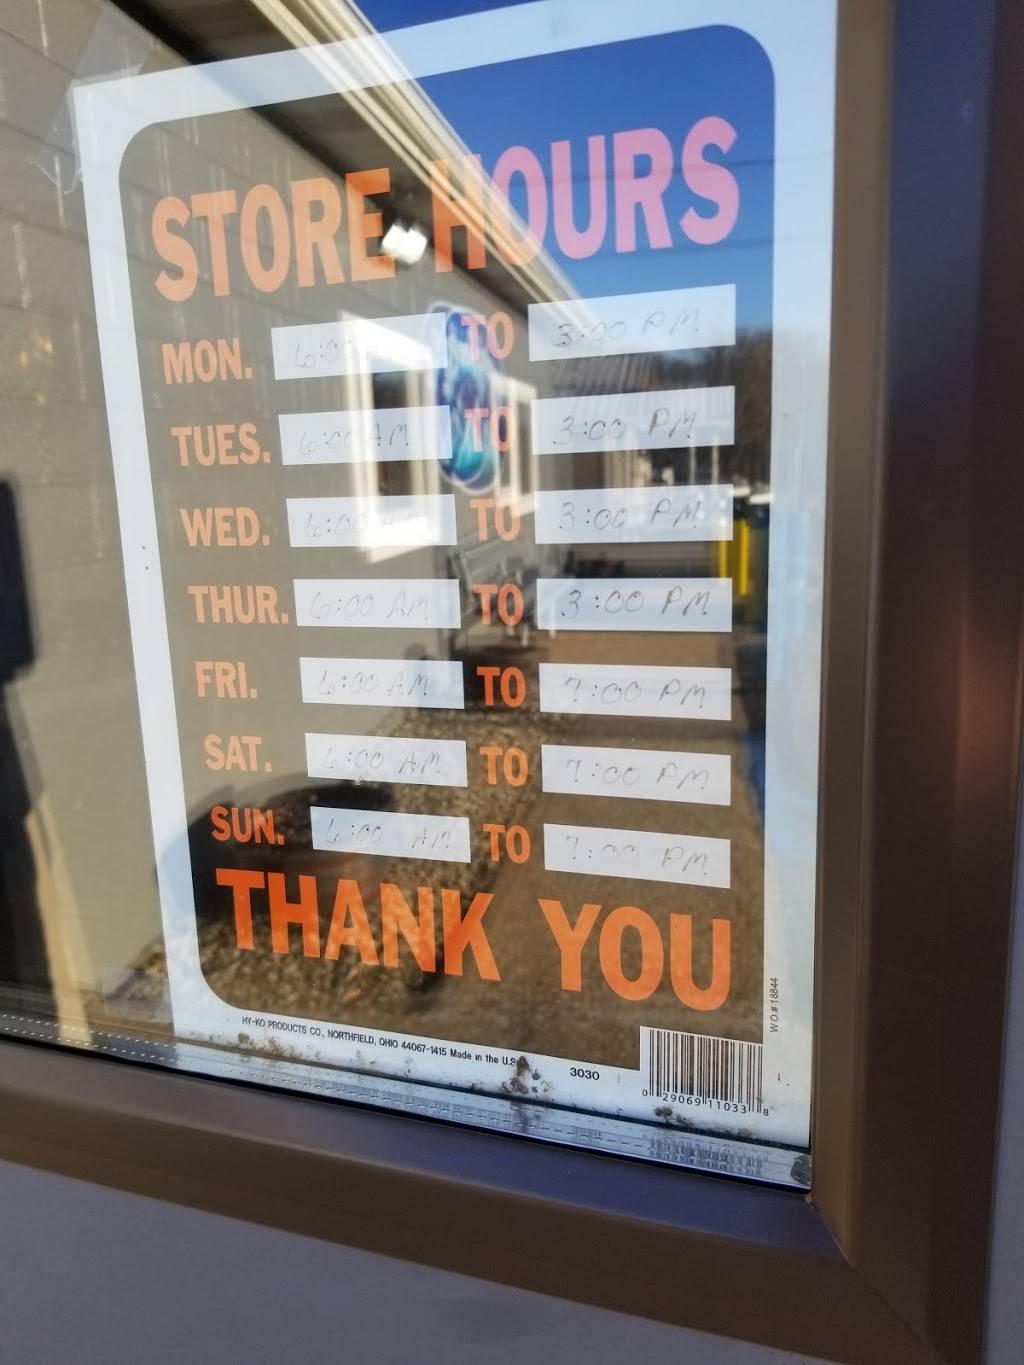 STORE HOURS
MON. 6:00 TO 3:00 PM
TUES. 6:00 AM TO 3:00 PM
WED. 6:00 AM TO 3:00 PM
THUR. 6:00 AM TO 3:00 PM
FRI. 6:00 AM TO 7:00 PM
SAT. 6:00 AM TO 7:00 PM
SUN. 6:00 AM TO 7:00 PM
THANK YOU
HY-KO PRODUCTS CO., NORTHFIELD, OHIO 44067-1415 Made in the U.S.
3030
W O # 18844
0 29069 11033 8